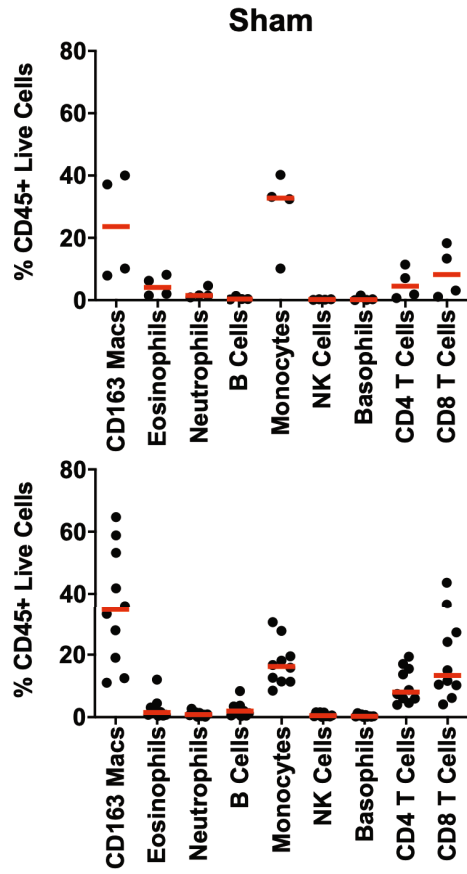 Sham
% CD45+ Live Cells
80
60
40
20
0
CD163 Macs
Eosinophils
Neutrophils
B Cells
Monocytes
NK Cells
Basophils
CD4 T Cells
CD8 T Cells
% CD45+ Live Cells
80
60
40
20
0
CD163 Macs
Eosinophils
Neutrophils
B Cells
Monocytes
NK Cells
Basophils
CD4 T Cells
CD8 T Cells